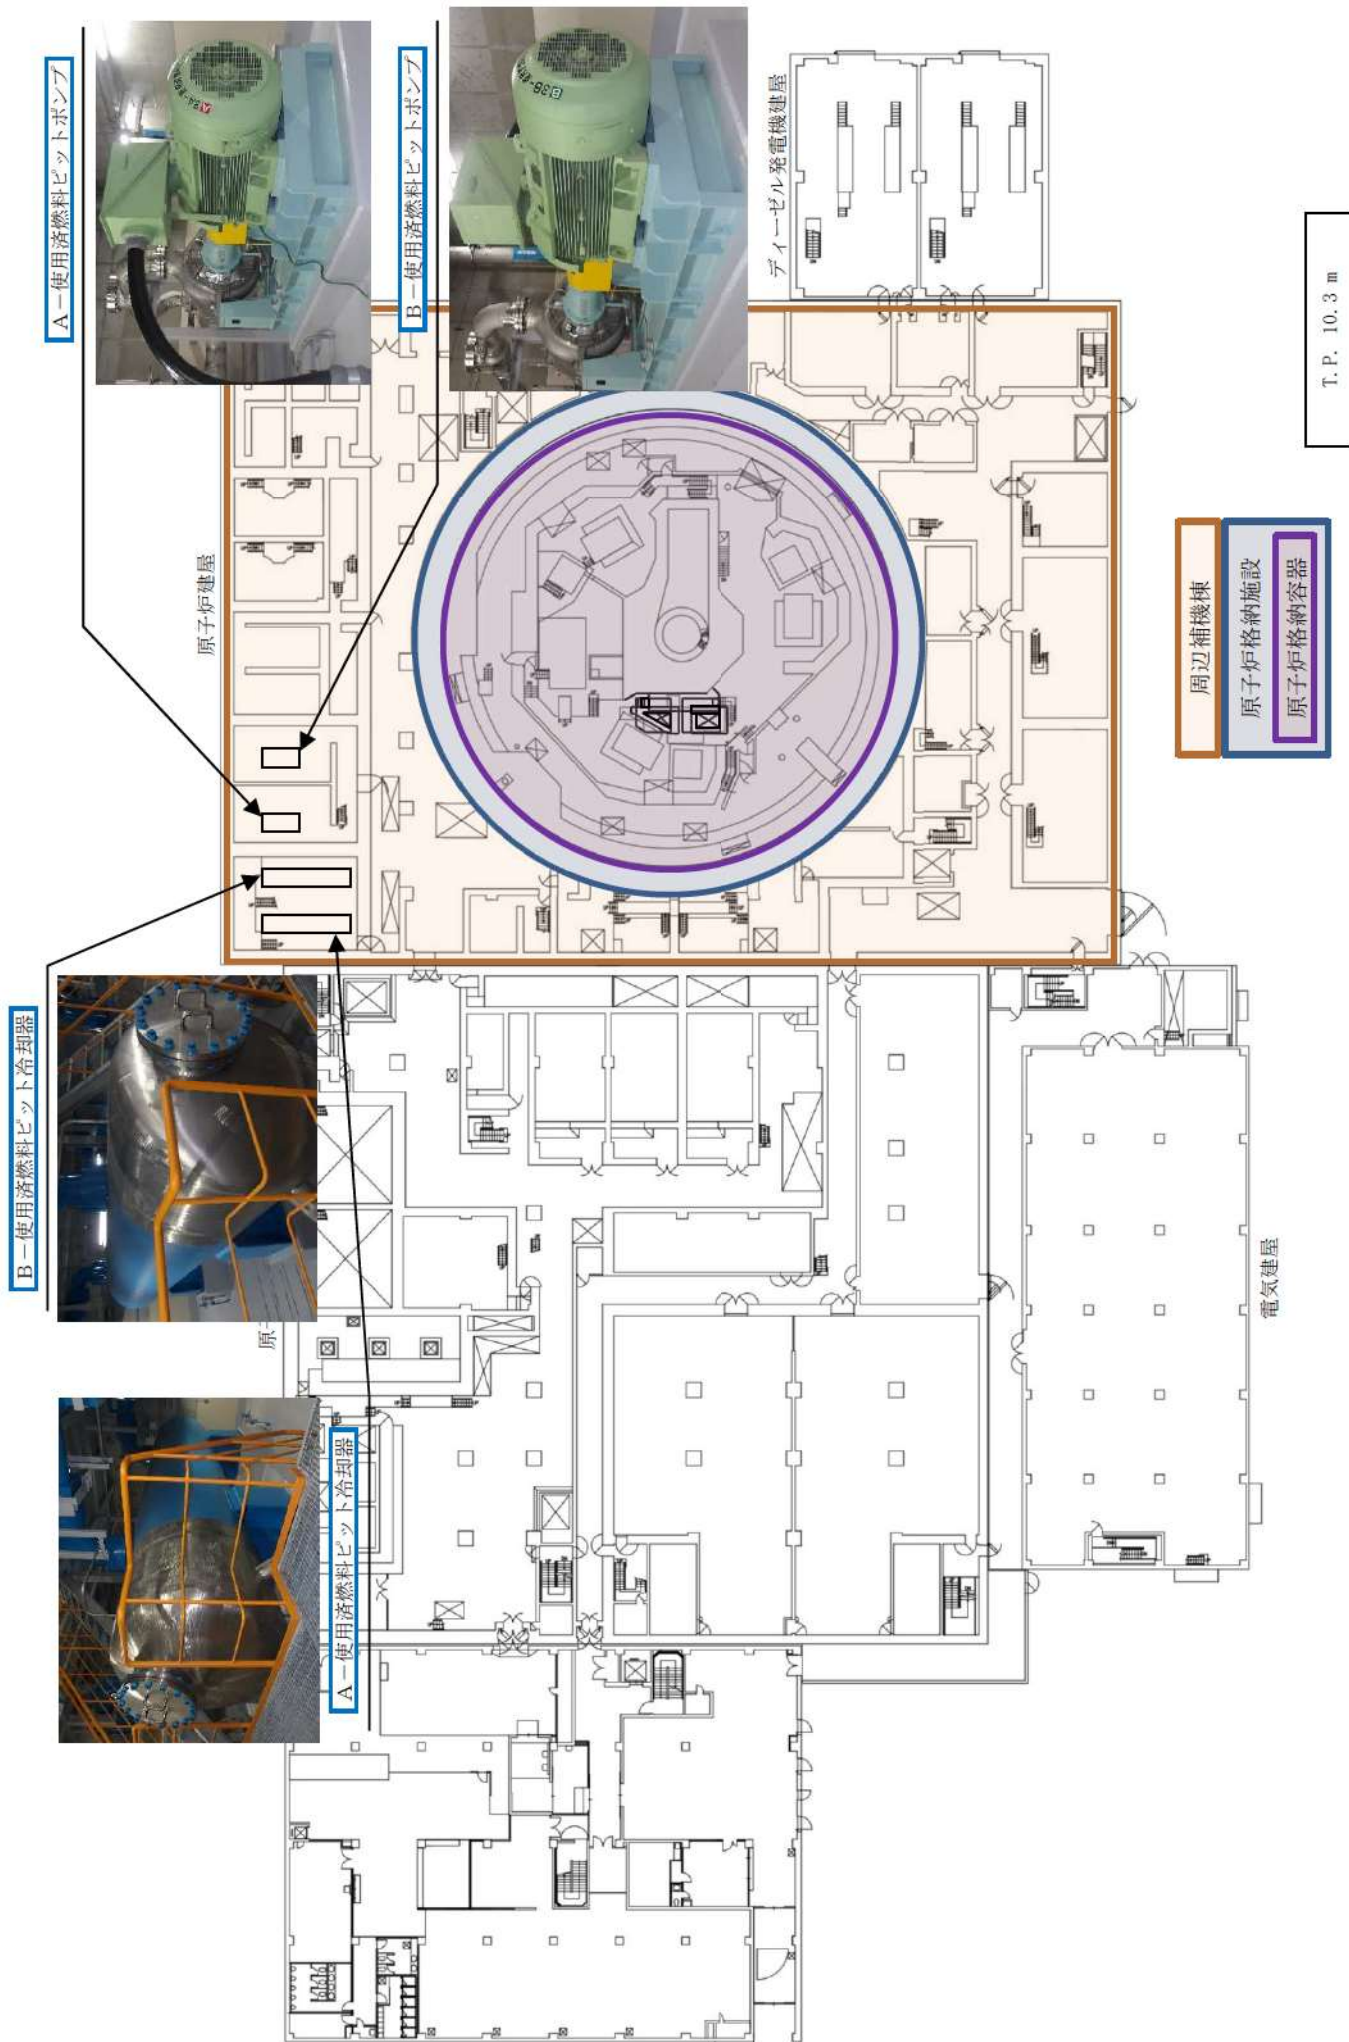 A-使用済燃料ピットポンプ
B-使用済燃料ピットポンプ
ディーゼル発電機建屋
原子炉建屋
B-使用済燃料ピット冷却器
A-使用済燃料ピット冷却器
原子
電気建屋
周辺補機棟
原子炉格納施設
原子炉格納容器
T.P. 10.3 m